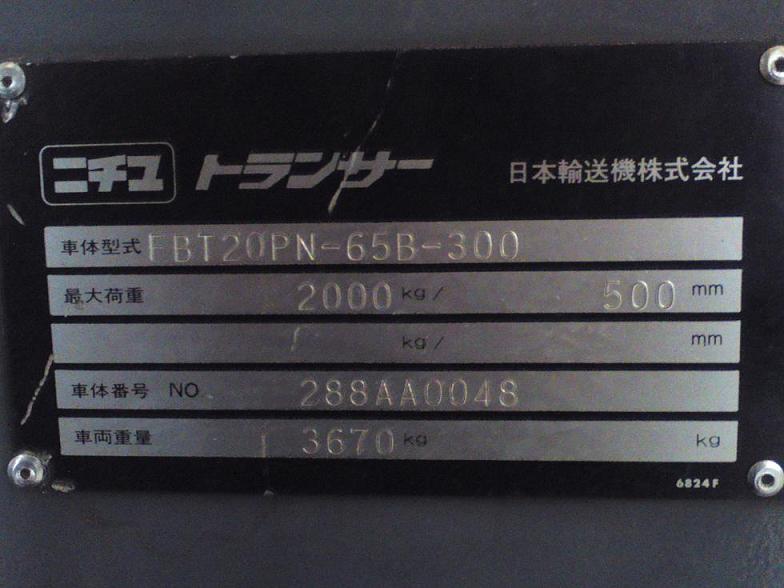 ニチユ トランサー 日本輸送機株式会社
車体型式 FBT20PN-65B-300
最大荷重 2000 kg/ 500 mm
kg/ mm
車体番号 NO 288AA0048
車両重量 3670 kg kg
6824F